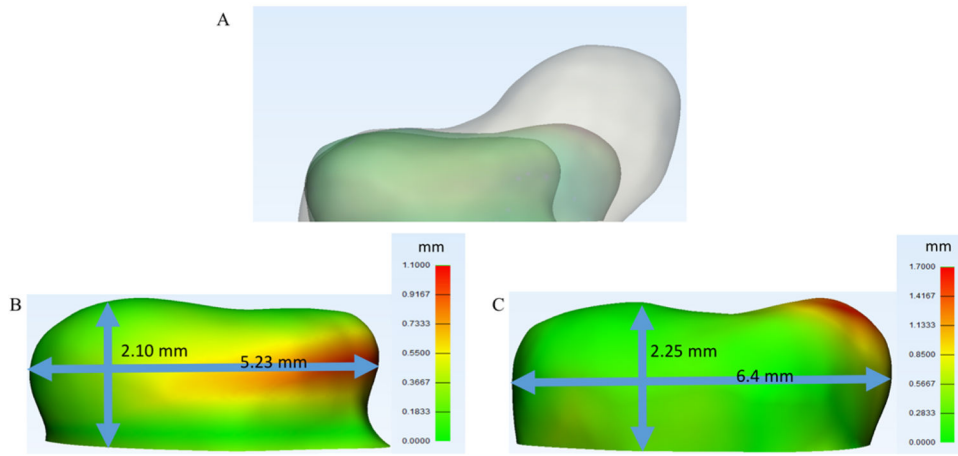 A
B
mm
1.1000
0.9167
0.7333
0.5500
0.3667
0.1833
0.0000
2.10 mm
5.23 mm
C
mm
1.7000
1.4167
1.1333
0.8500
0.5667
0.2833
0.0000
2.25 mm
6.4 mm